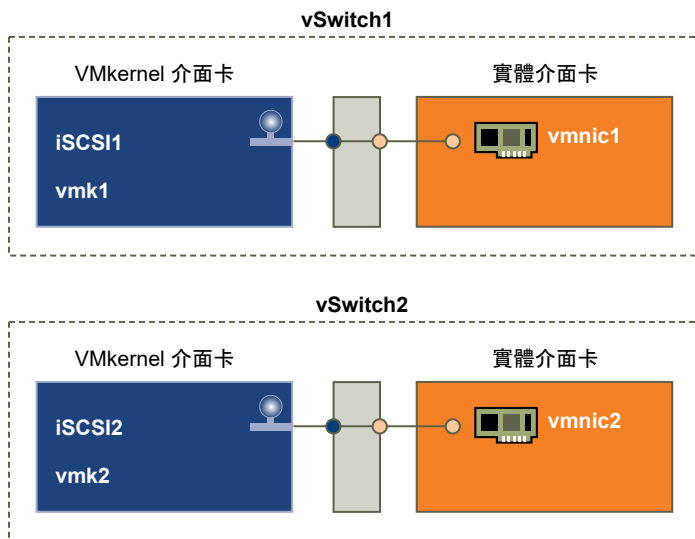 vSwitch1
VMkernel 介面卡
實體介面卡
iSCSI1
vmk1
vmnic1
vSwitch2
VMkernel 介面卡
實體介面卡
iSCSI2
vmk2
vmnic2